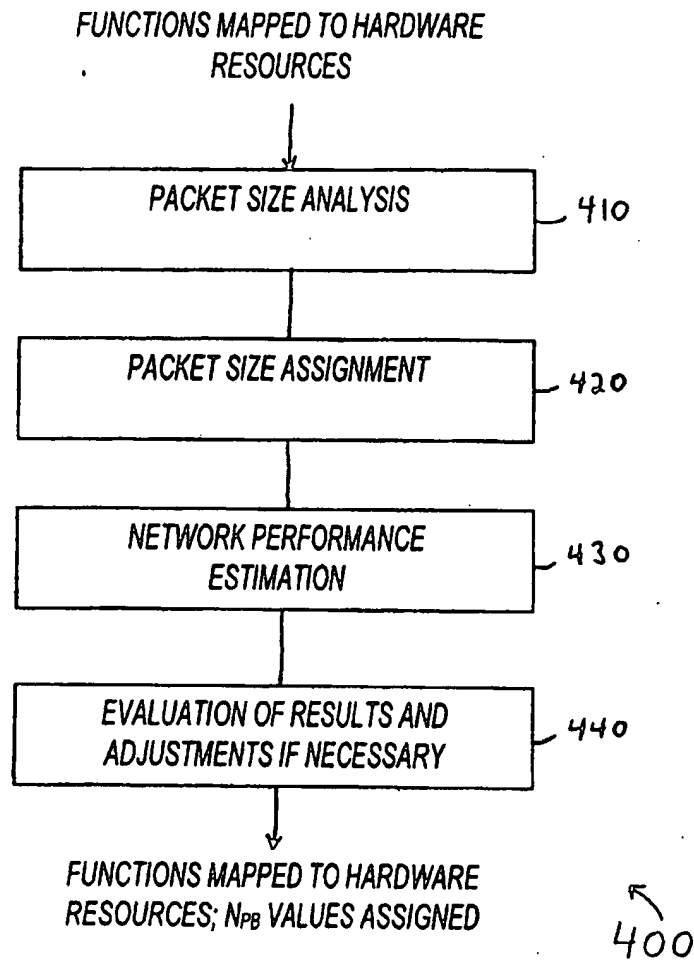 FUNCTIONS MAPPED TO HARDWARE
RESOURCES
PACKET SIZE ANALYSIS
410
PACKET SIZE ASSIGNMENT
420
NETWORK PERFORMANCE
ESTIMATION
430
EVALUATION OF RESULTS AND
ADJUSTMENTS IF NECESSARY
440
FUNCTIONS MAPPED TO HARDWARE
RESOURCES; NPB VALUES ASSIGNED
400